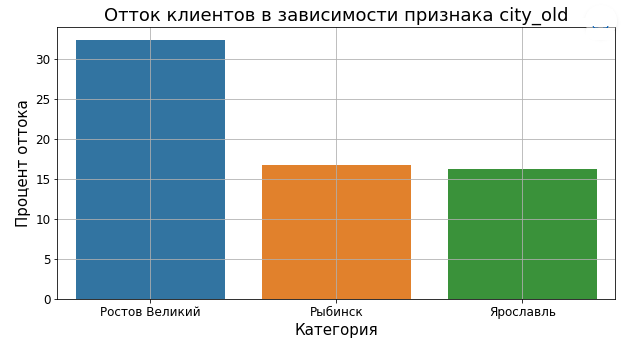 Отток клиентов в зависимости признака city_old
30
25
20
15
10
5
0
Процент оттока
Ростов Великий
Рыбинск
Ярославль
Категория